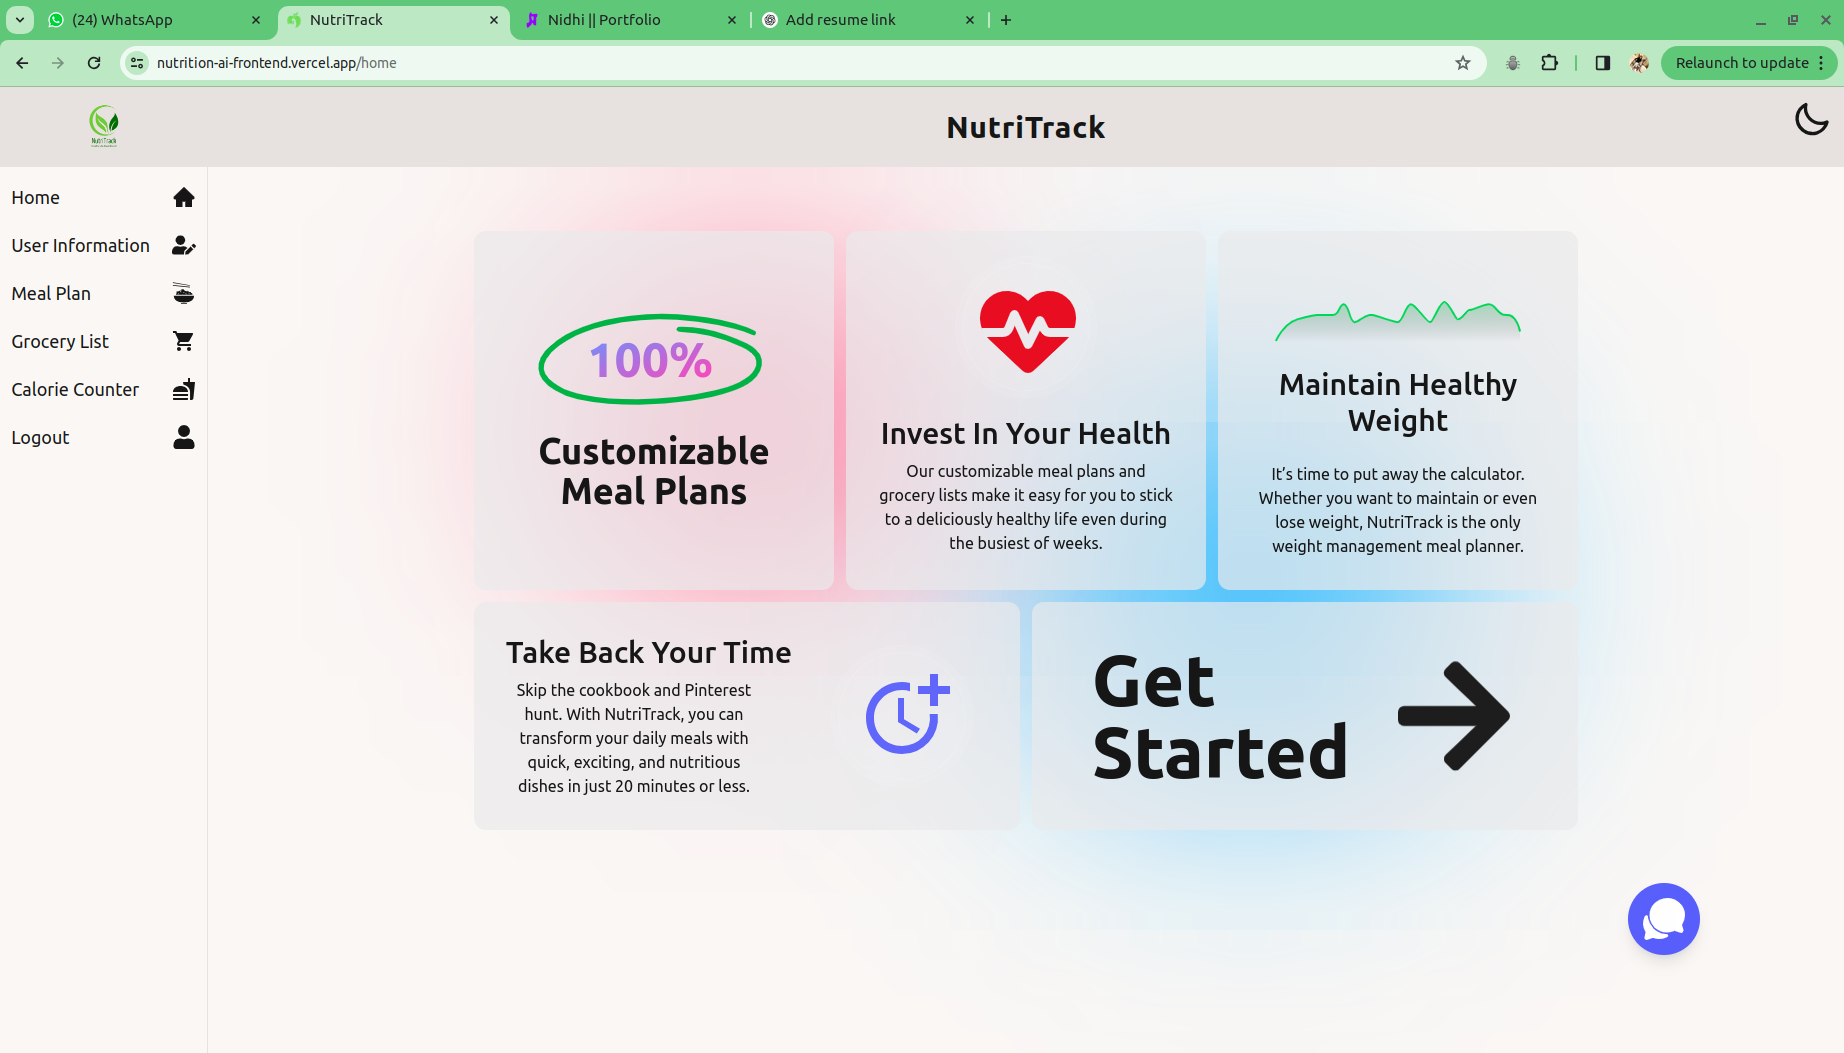 (24) WhatsApp
NutriTrack
Nidhi || Portfolio
Add resume link
nutrition-ai-frontend.vercel.app/home
Relaunch to update
NutriTrack
NutriTrack
Home
User Information
Meal Plan
Grocery List
Calorie Counter
Logout
100%
Customizable
Meal Plans
Invest In Your Health
Our customizable meal plans and
grocery lists make it easy for you to stick
to a deliciously healthy life even during
the busiest of weeks.
Maintain Healthy
Weight
It’s time to put away the calculator.
Whether you want to maintain or even
lose weight, NutriTrack is the only
weight management meal planner.
Take Back Your Time
Skip the cookbook and Pinterest
hunt. With NutriTrack, you can
transform your daily meals with
quick, exciting, and nutritious
dishes in just 20 minutes or less.
Get
Started